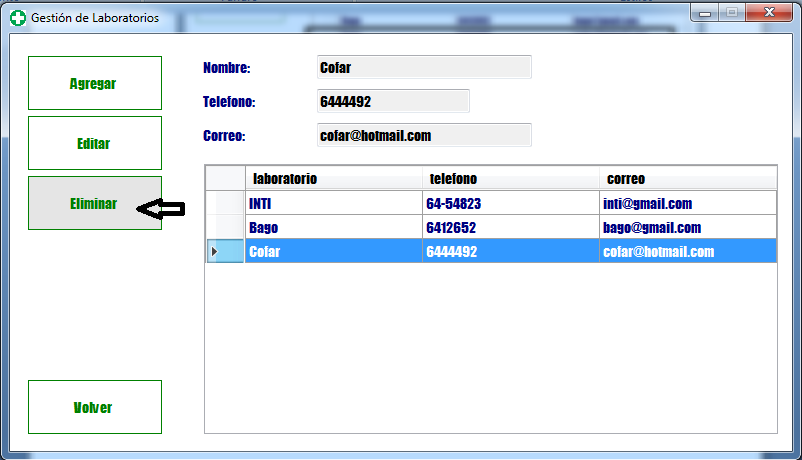 Gestión de Laboratorios
Agregar
Editar
Eliminar
Volver
Nombre: Cofar
Telefono: 6444492
Correo: cofar@hotmail.com
laboratorio telefono correo
INTI 64-54823 inti@gmail.com
Bago 6412652 bago@gmail.com
Cofar 6444492 cofar@hotmail.com